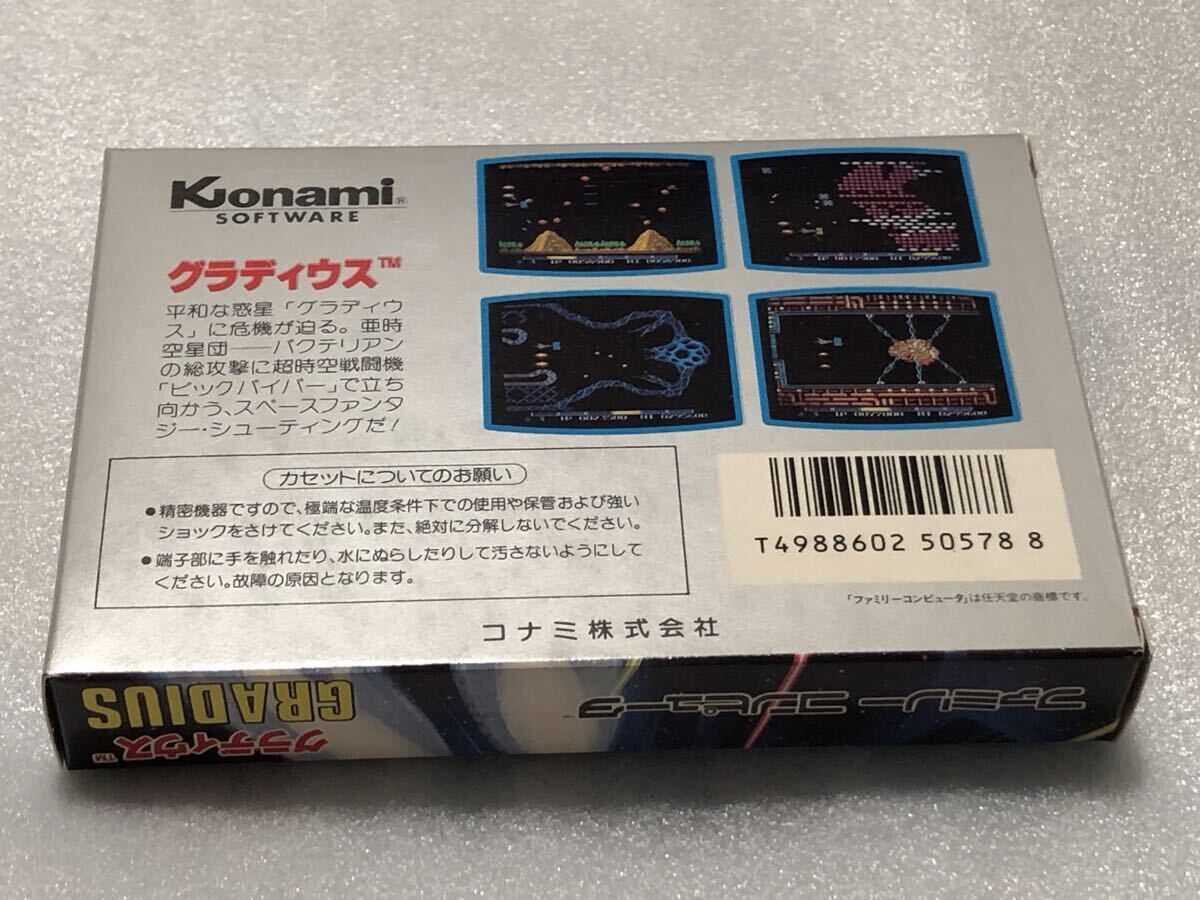 Konami®
SOFTWARE
グラディウス™
平和な惑星「グラディウ
ス」に危機が迫る。亜時
空星団──バクテリアン
の総攻撃に超時空戦闘機
「ビックバイパー」で立ち
向かう、スペースファンタ
ジー・シューティングだ!
カセットについてのお願い
●精密機器ですので、極端な温度条件下での使用や保管および強い
ショックをさけてください。また、絶対に分解しないでください。
●端子部に手を触れたり、水にぬらしたりして汚さないようにして
ください。故障の原因となります。
T4988602 50578 8
「ファミリーコンピュータ」は任天堂の商標です。
コナミ株式会社
ファミリー コンピュータ™
GRADIUS
グラディウス™